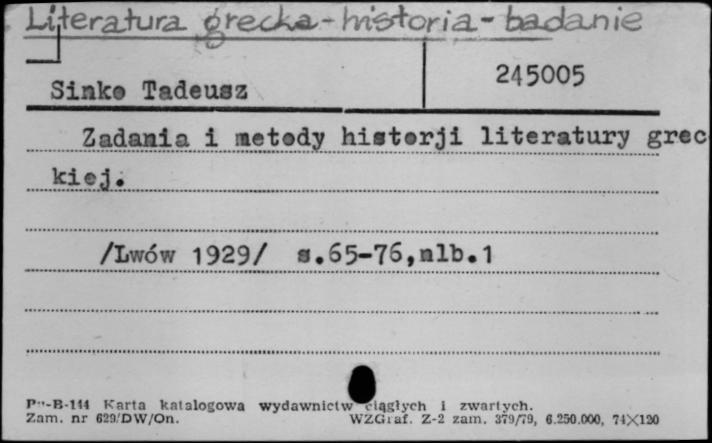 Literatura grecka - historia - badanie
245005
Sinko Tadeusz
Zadania i metody historji literatury grec
kiej.
/Lwów 1929/ s.65-76,nlb.1
Pu-B-144 Karta katalogowa wydawnictw ciągłych i zwartych.
Zam. nr 629/DW/On. WZGraf. Z-2 zam. 379/79, 6.250.000, 74X120